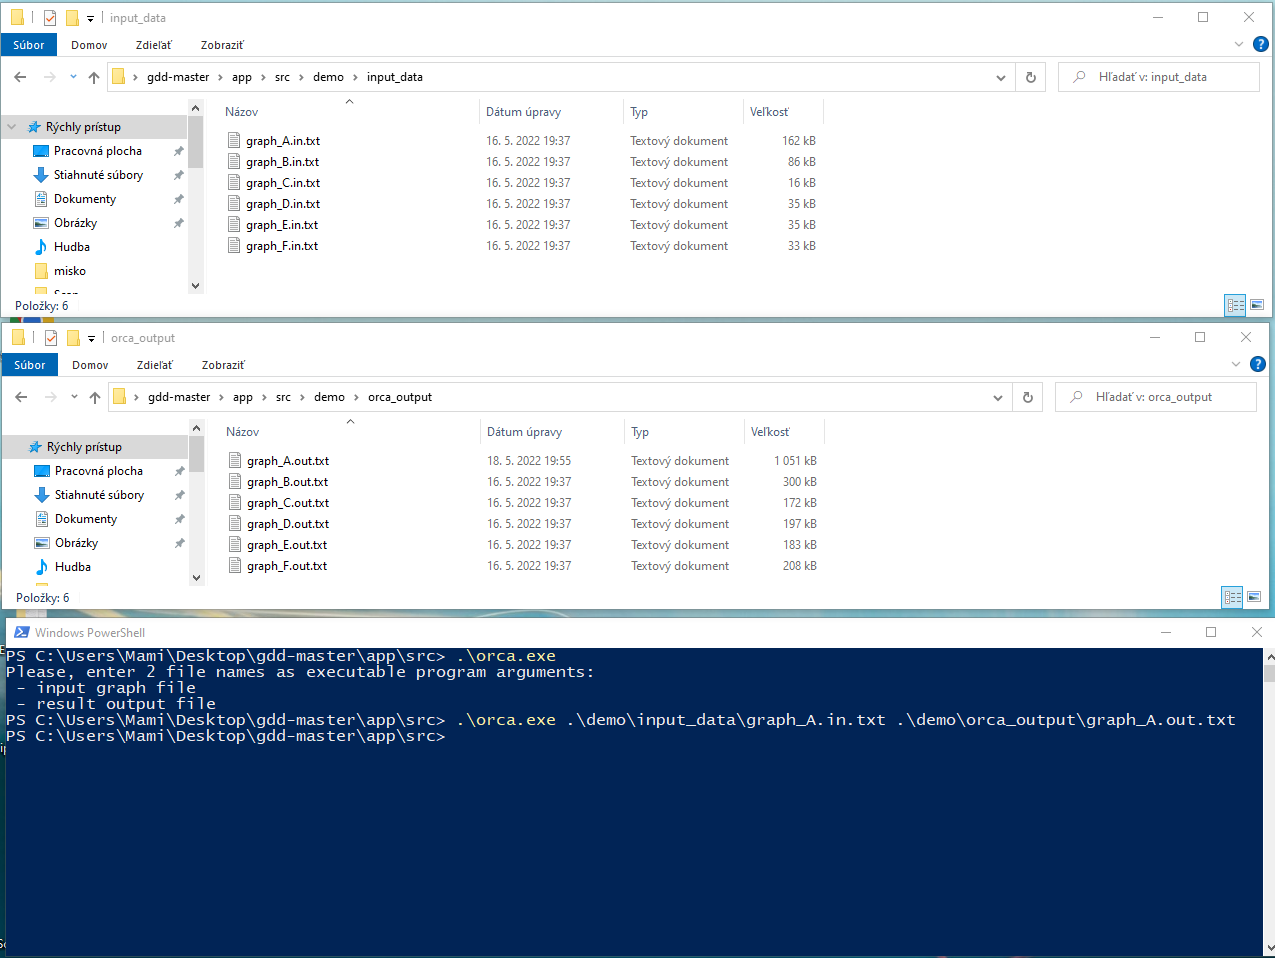 input_data
Súbor Domov Zdieľať Zobraziť
gdd-master > app > src > demo > input_data Hľadať v: input_data
Názov Dátum úpravy Typ Veľkosť
Rýchly prístup
Pracovná plocha
Stiahnuté súbory
Dokumenty
Obrázky
Hudba
misko
graph_A.in.txt 16. 5. 2022 19:37 Textový dokument 162 kB
graph_B.in.txt 16. 5. 2022 19:37 Textový dokument 86 kB
graph_C.in.txt 16. 5. 2022 19:37 Textový dokument 16 kB
graph_D.in.txt 16. 5. 2022 19:37 Textový dokument 35 kB
graph_E.in.txt 16. 5. 2022 19:37 Textový dokument 35 kB
graph_F.in.txt 16. 5. 2022 19:37 Textový dokument 33 kB
Položky: 6
orca_output
Súbor Domov Zdieľať Zobraziť
gdd-master > app > src > demo > orca_output Hľadať v: orca_output
Názov Dátum úpravy Typ Veľkosť
Rýchly prístup
Pracovná plocha
Stiahnuté súbory
Dokumenty
Obrázky
Hudba
graph_A.out.txt 18. 5. 2022 19:55 Textový dokument 1 051 kB
graph_B.out.txt 16. 5. 2022 19:37 Textový dokument 300 kB
graph_C.out.txt 16. 5. 2022 19:37 Textový dokument 172 kB
graph_D.out.txt 16. 5. 2022 19:37 Textový dokument 197 kB
graph_E.out.txt 16. 5. 2022 19:37 Textový dokument 183 kB
graph_F.out.txt 16. 5. 2022 19:37 Textový dokument 208 kB
Položky: 6
Windows PowerShell
PS C:\Users\Mami\Desktop\gdd-master\app\src> .\orca.exe
Please, enter 2 file names as executable program arguments:
- input graph file
- result output file
PS C:\Users\Mami\Desktop\gdd-master\app\src> .\orca.exe .\demo\input_data\graph_A.in.txt .\demo\orca_output\graph_A.out.txt
PS C:\Users\Mami\Desktop\gdd-master\app\src>